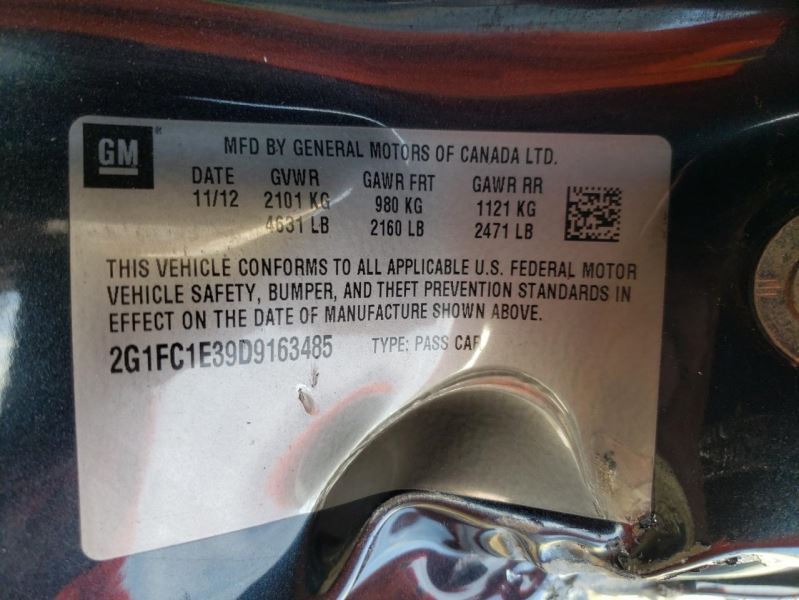 GM ® MFD BY GENERAL MOTORS OF CANADA LTD.
DATE GVWR GAWR FRT GAWR RR
11/12 2101 KG 980 KG 1121 KG
4631 LB 2160 LB 2471 LB
THIS VEHICLE CONFORMS TO ALL APPLICABLE U.S. FEDERAL MOTOR
VEHICLE SAFETY, BUMPER, AND THEFT PREVENTION STANDARDS IN
EFFECT ON THE DATE OF MANUFACTURE SHOWN ABOVE.
2G1FC1E39D9163485 TYPE: PASS CAR